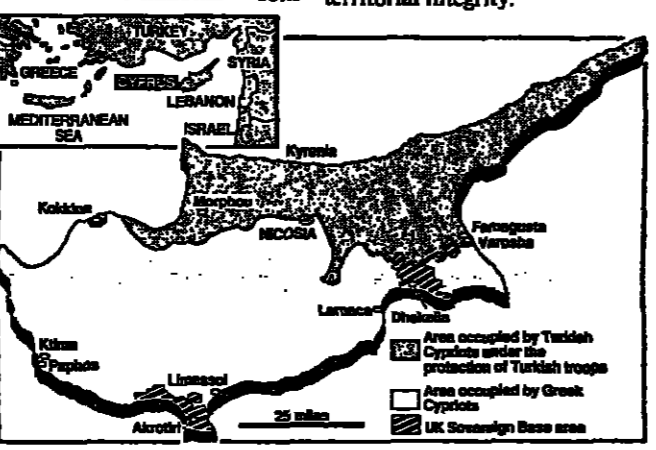 territorial integrity.
TURKEY
GREECE
SYRIA
CYPRUS
LEBANON
MEDITERRANEAN
SEA
ISRAEL
Kyrenia
Kokkina
Morphou
NICOSIA
Famagusta
Varosha
Larnaca
Dhekelia
Ktima
Paphos
Limassol
Akrotiri
25 miles
Area occupied by Turkish
Cypriots under the
protection of Turkish troops
Area occupied by Greek
Cypriots
UK Sovereign Base area